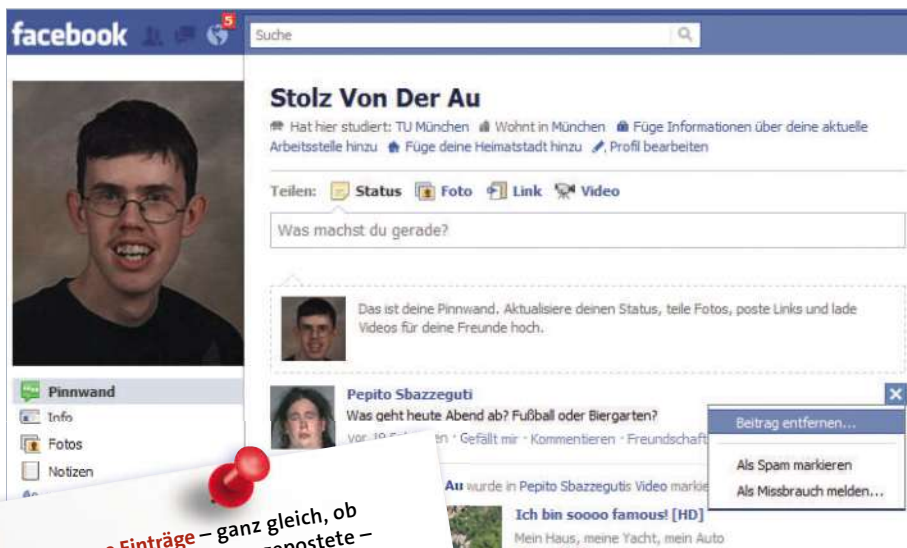 facebook
5
Suche
Stolz Von Der Au
Hat hier studiert: TU München Wohnt in München Füge Informationen über deine aktuelle
Arbeitsstelle hinzu Füge deine Heimatstadt hinzu Profil bearbeiten
Teilen: Status Foto Link Video
Was machst du gerade?
Das ist deine Pinnwand. Aktualisiere deinen Status, teile Fotos, poste Links und lade
Videos für deine Freunde hoch.
Pinnwand
Info
Fotos
Notizen
Pepito Sbazzeguti
Was geht heute Abend ab? Fußball oder Biergarten?
vor 19 · Gefällt mir · Kommentieren · Freundschaft
Beitrag entfernen...
Als Spam markieren
Als Missbrauch melden...
Au wurde in Pepito Sbazzegutis Video markie
Ich bin soooo famous! [HD]
Mein Haus, meine Yacht, mein Auto
Einträge – ganz gleich, ob
postete –